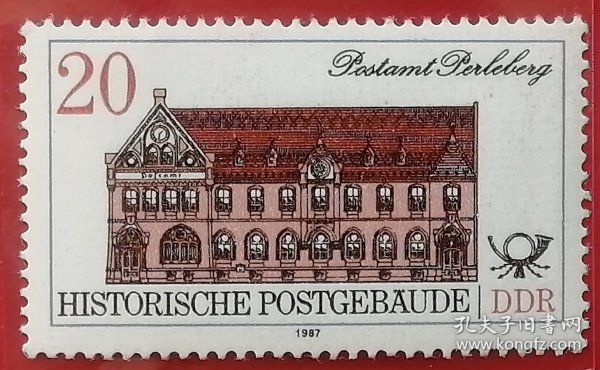 20
Postamt Perleberg
Postamt
HISTORISCHE POSTGEBÄUDE | DDR
1987
孔夫子旧书网
www.kongfz.com